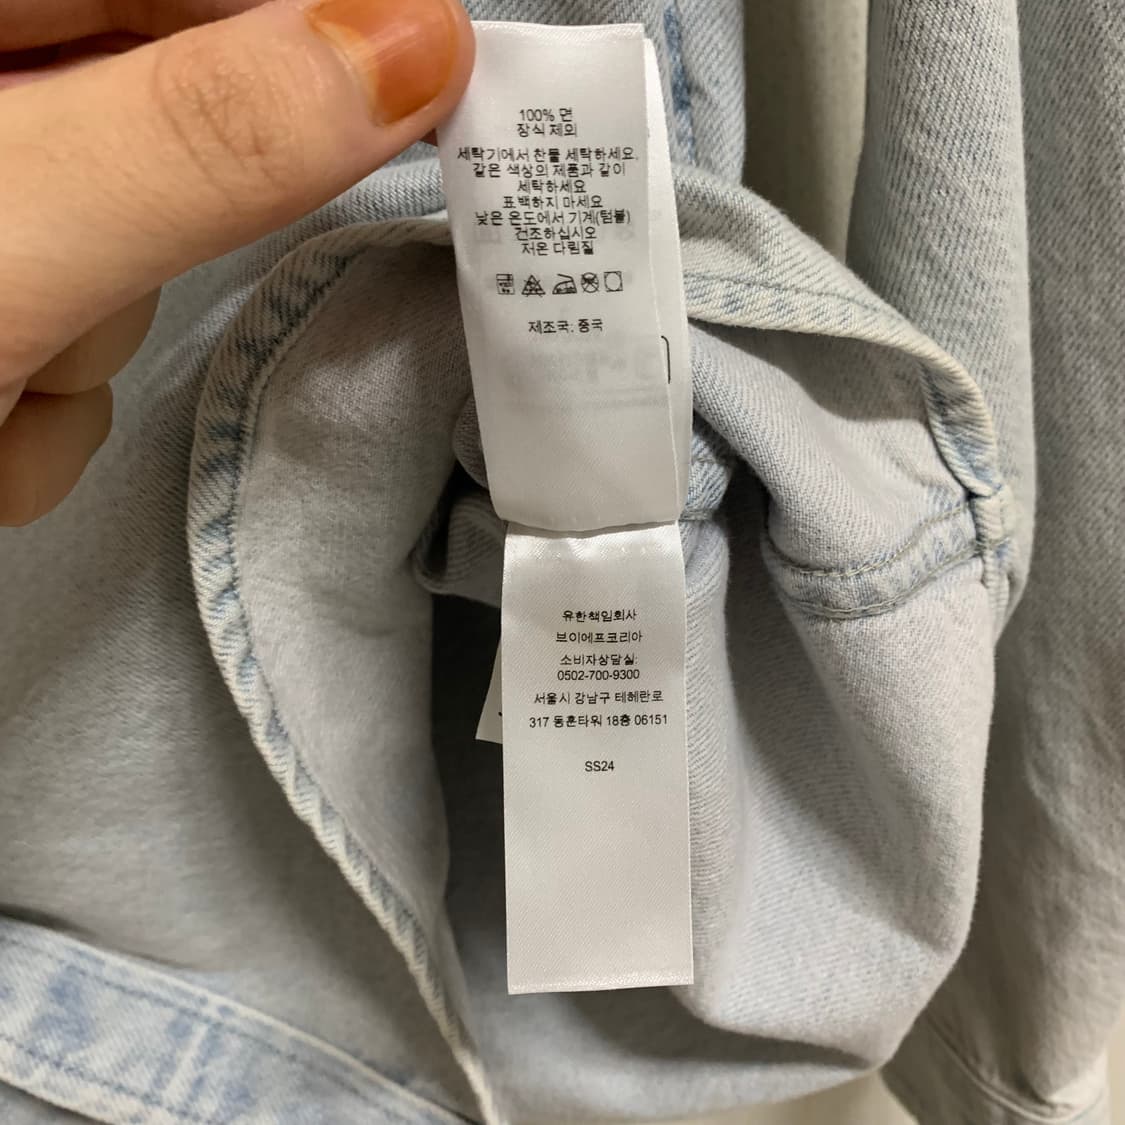 100% 면
장식 제외
세탁기에서 찬물 세탁하세요.
같은 색상의 제품과 같이
세탁하세요
표백하지 마세요
낮은 온도에서 기계(텀블)
건조하십시오
저온 다림질
제조국: 중국
유한책임회사
브이에프코리아
소비자상담실:
0502-700-9300
서울시 강남구 테헤란로
317 동훈타워 18층 06151
SS24